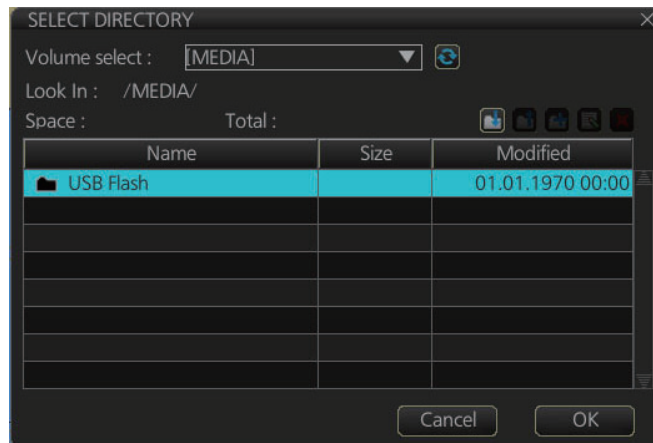 SELECT DIRECTORY
Volume select : [MEDIA]
Look In : /MEDIA/
Space : Total :
Name Size Modified
USB Flash 01.01.1970 00:00
Cancel OK